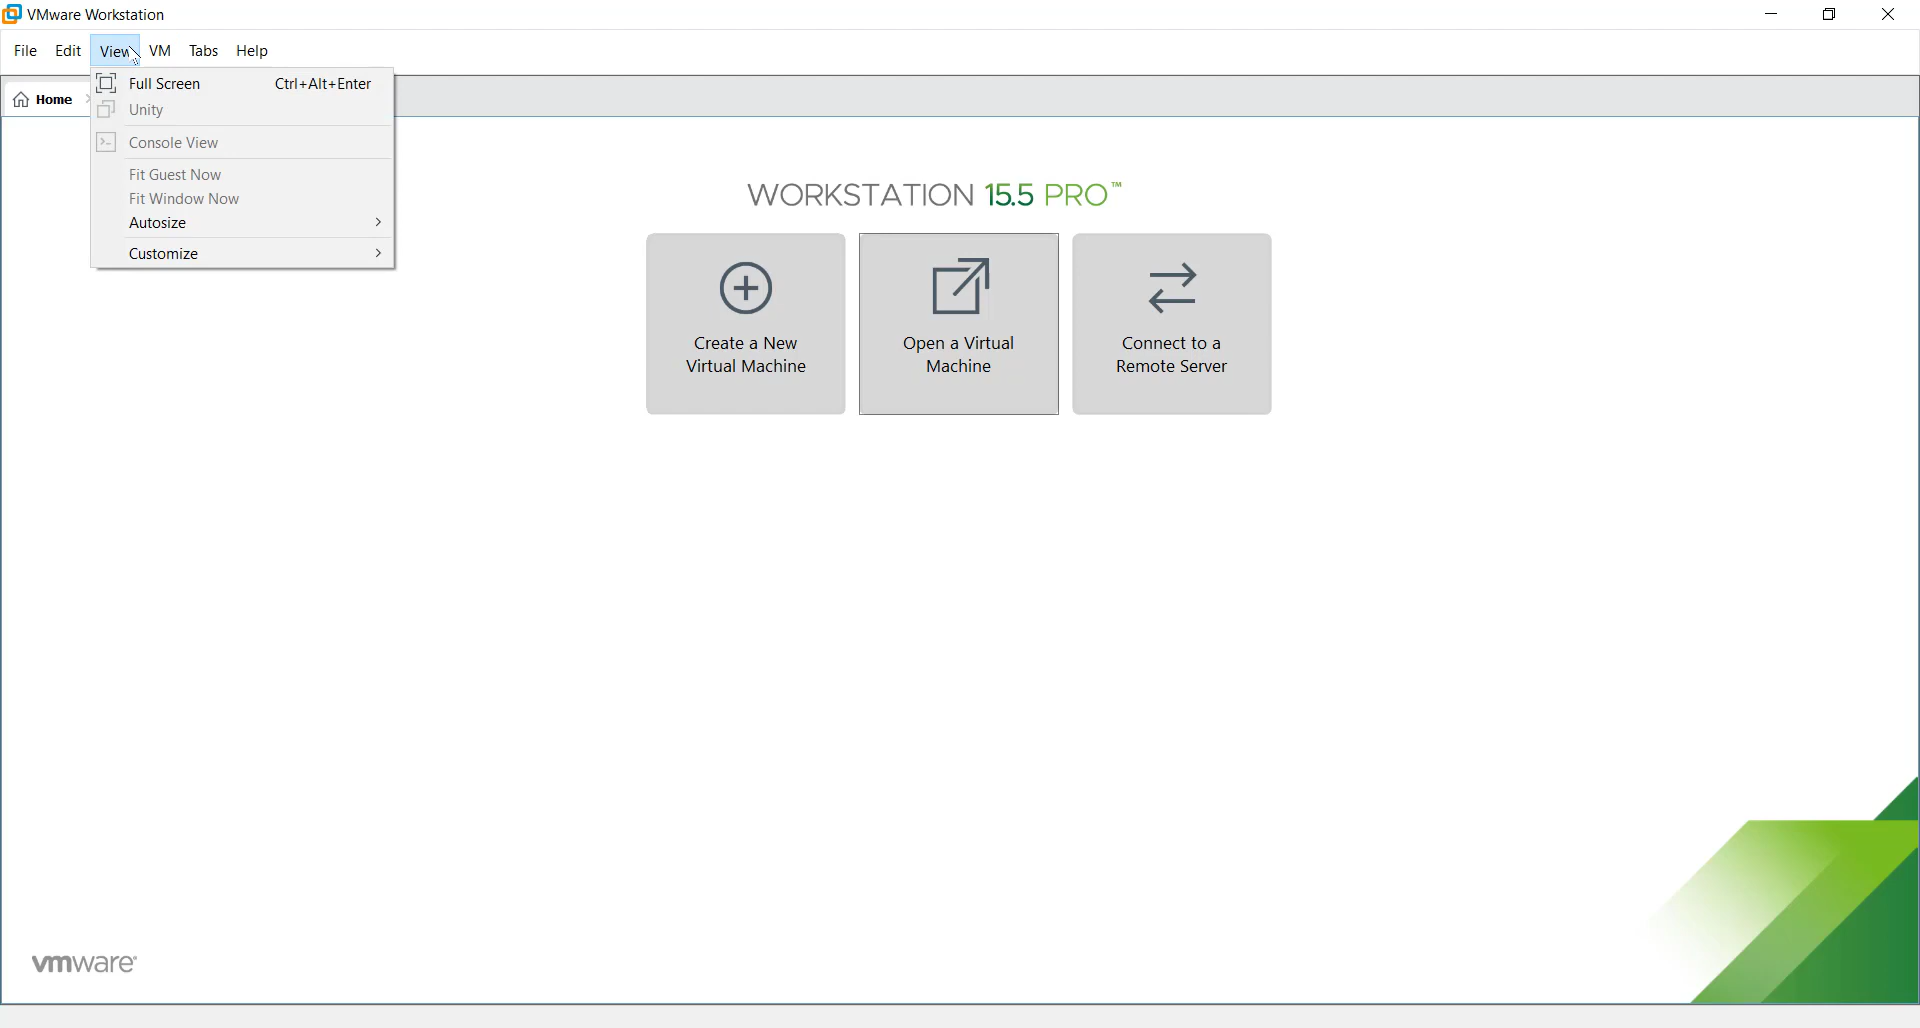 VMware Workstation
File Edit View VM Tabs Help
Full Screen Ctrl+Alt+Enter
Home
Unity
Console View
Fit Guest Now
Fit Window Now
Autosize
Customize
WORKSTATION 15.5 PRO™
Create a New
Virtual Machine
Open a Virtual
Machine
Connect to a
Remote Server
vmware®